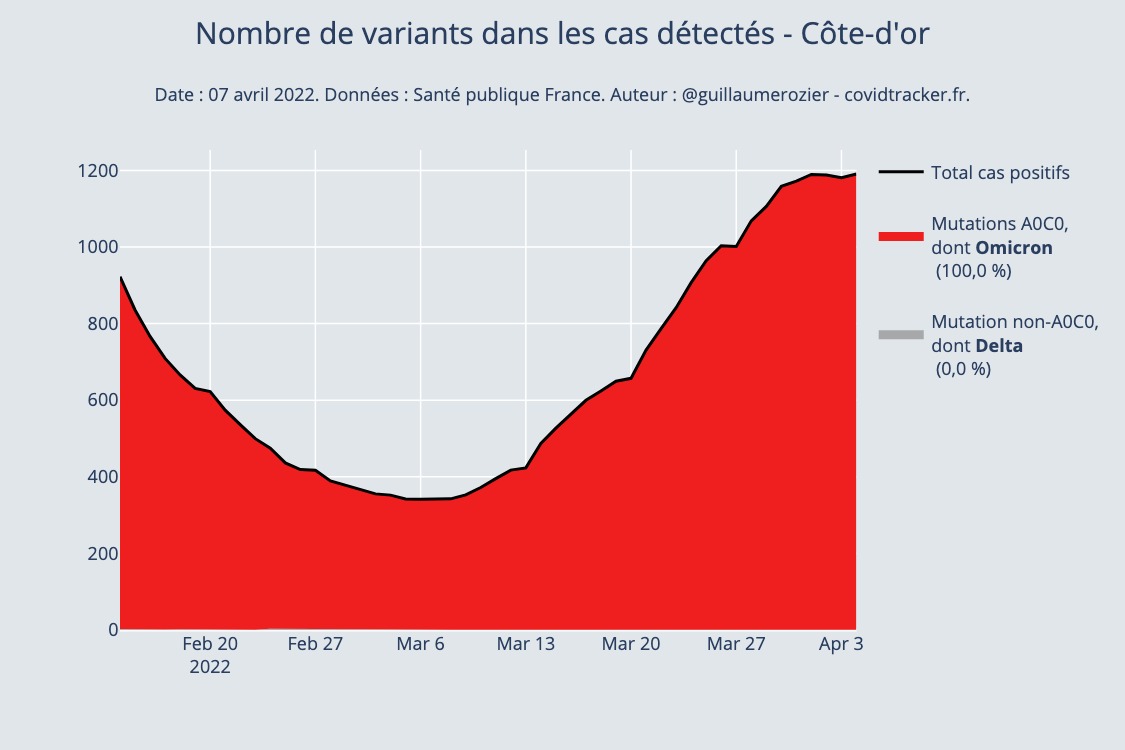 Nombre de variants dans les cas détectés - Côte-d'or
Date : 07 avril 2022. Données : Santé publique France. Auteur : @guillaumerozier - covidtracker.fr.
1200
1000
800
600
400
200
0
Feb 20
2022
Feb 27
Mar 6
Mar 13
Mar 20
Mar 27
Apr 3
Total cas positifs
Mutations A0C0,
dont Omicron
(100,0 %)
Mutation non-A0C0,
dont Delta
(0,0 %)